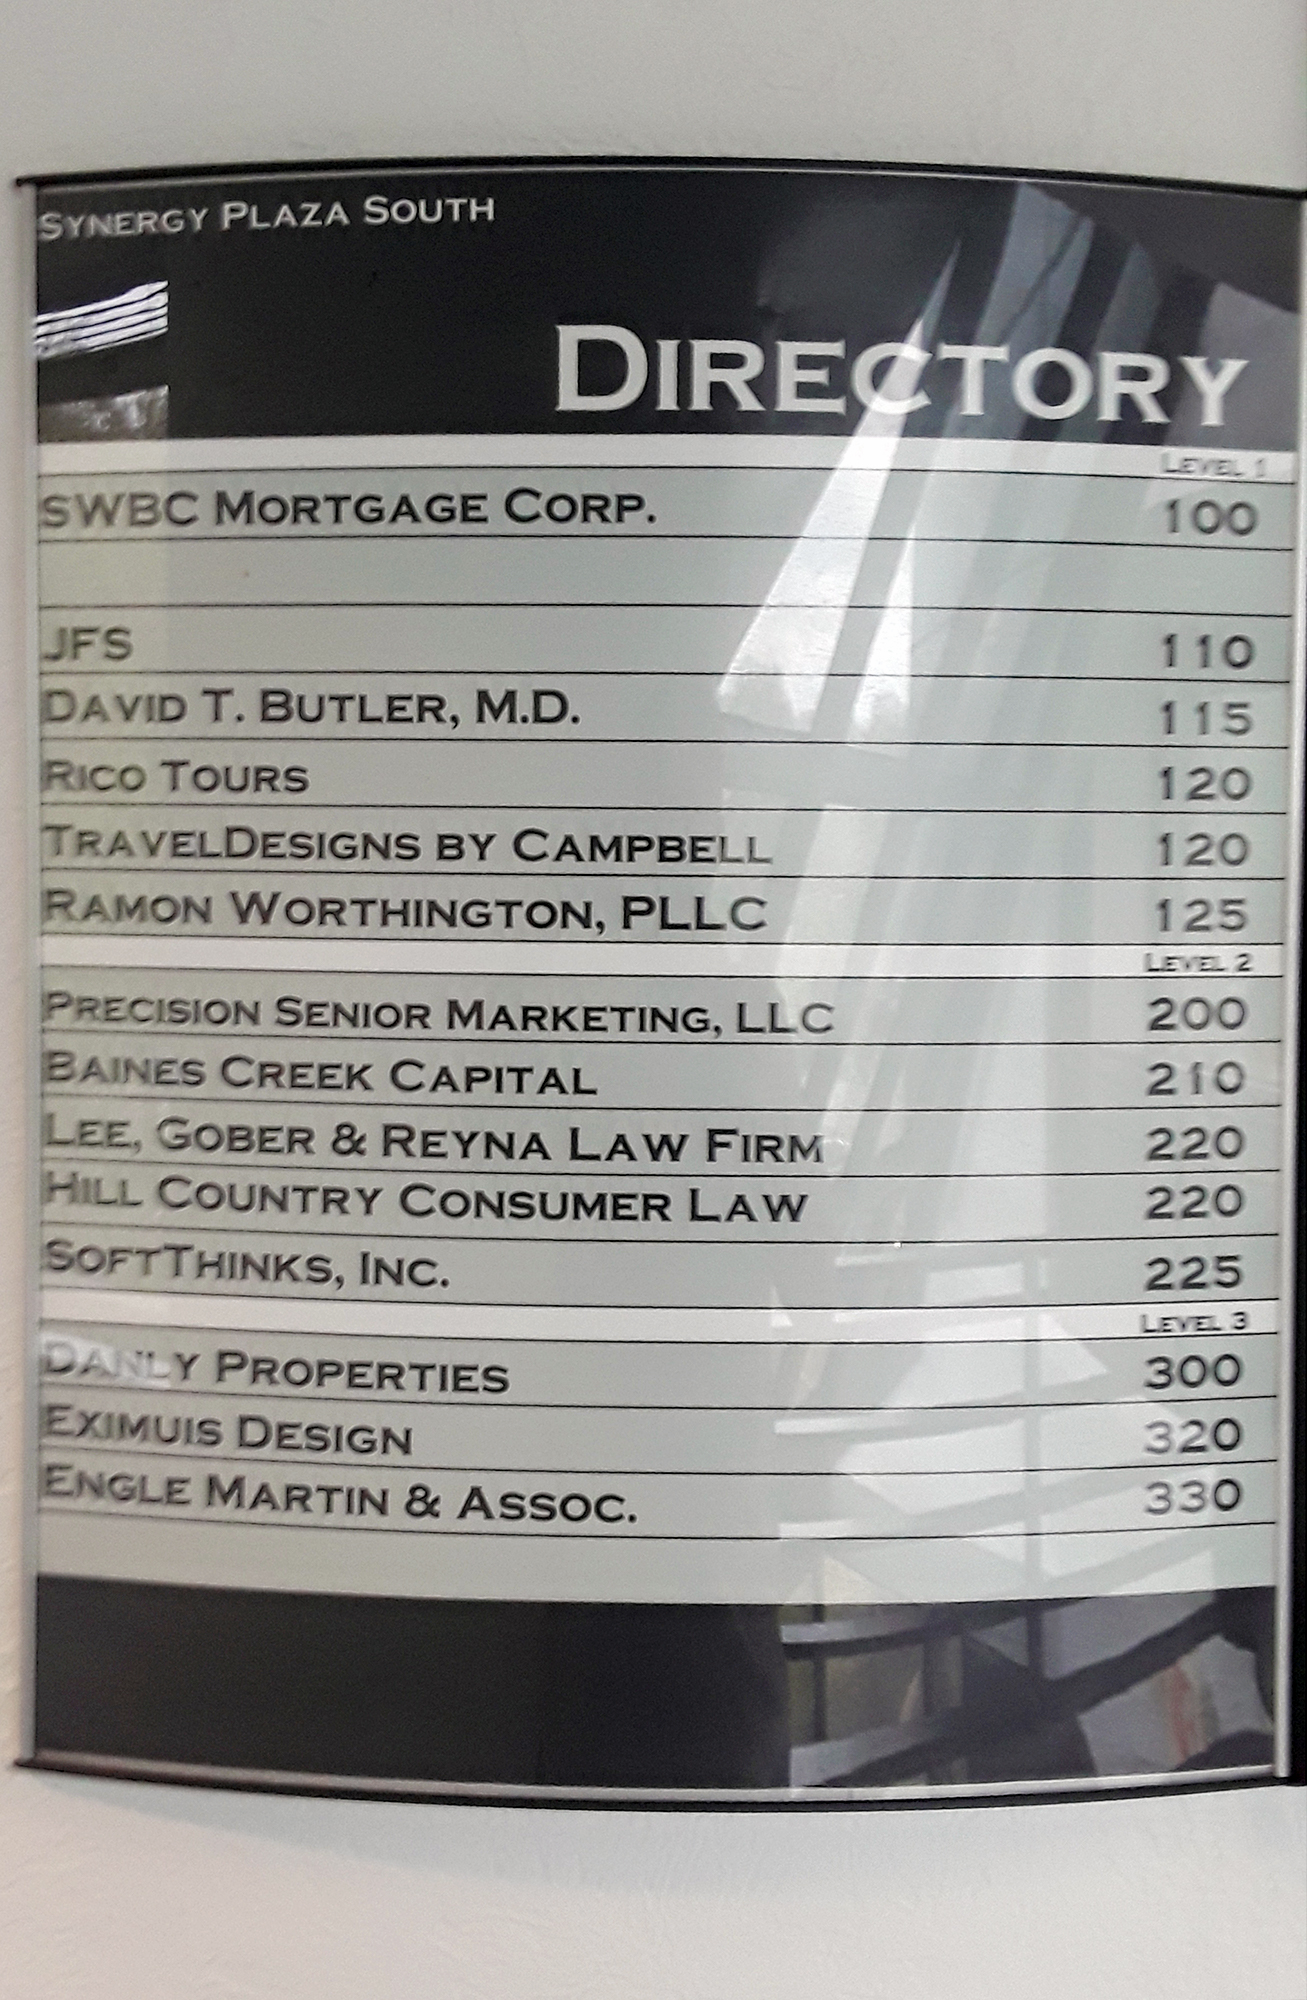 Synergy Plaza South
Directory
Level 1
SWBC Mortgage Corp. 100
JFS 110
David T. Butler, M.D. 115
Rico Tours 120
TravelDesigns by Campbell 120
Ramon Worthington, PLLC 125
Level 2
Precision Senior Marketing, LLC 200
Baines Creek Capital 210
Lee, Gober & Reyna Law Firm 220
Hill Country Consumer Law 220
SoftThinks, Inc. 225
Level 3
Danly Properties 300
Eximuis Design 320
Engle Martin & Assoc. 330